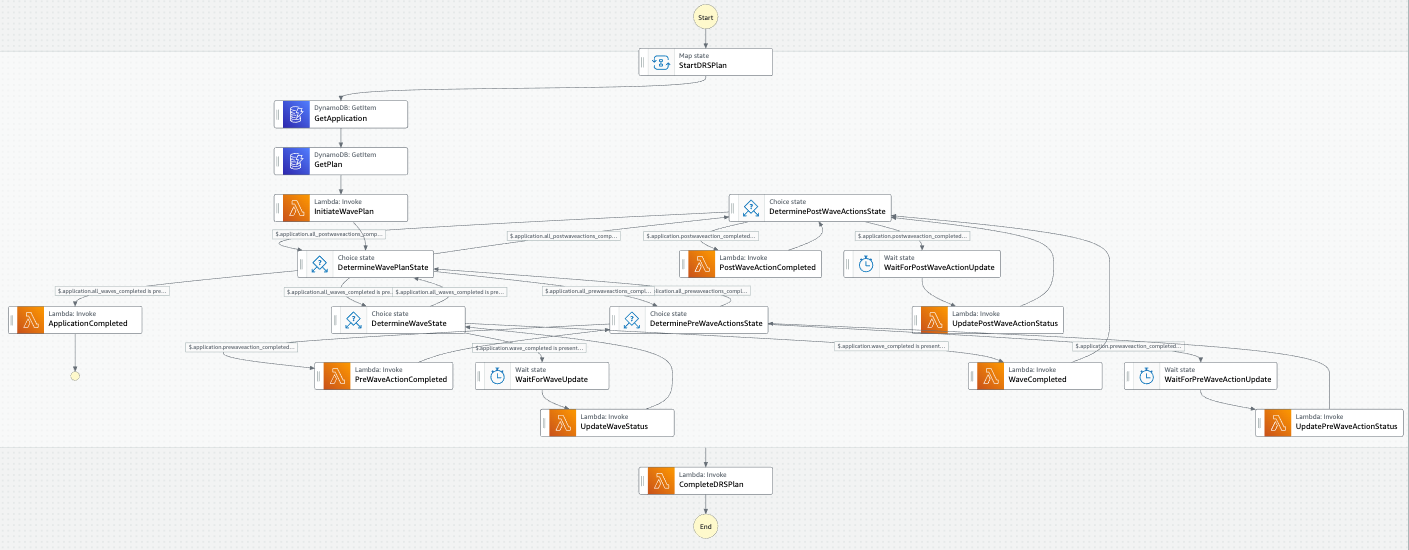 Start
Map state
StartDRSPlan
DynamoDB: GetItem
GetApplication
DynamoDB: GetItem
GetPlan
Lambda: Invoke
InitiateWavePlan
Choice state
DeterminePostWaveActionsState
$.application.all_postwaveactions_comp...
$.application.all_postwaveactions_comp...
$.application.postwaveaction_completed...
$.application.postwaveaction_completed...
Choice state
DetermineWavePlanState
Lambda: Invoke
PostWaveActionCompleted
Wait state
WaitForPostWaveActionUpdate
$.application.all_waves_completed is pre...
$.application.all_waves_completed is pre...
$.application.all_waves_completed is pre...
$.application.all_prewaveactions_compl...
$.application.all_prewaveactions_compl...
Lambda: Invoke
ApplicationCompleted
Choice state
DetermineWaveState
Choice state
DeterminePreWaveActionsState
Lambda: Invoke
UpdatePostWaveActionStatus
$.application.prewaveaction_completed...
$.application.wave_completed is present...
$.application.wave_completed is present...
$.application.prewaveaction_completed...
Lambda: Invoke
PreWaveActionCompleted
Wait state
WaitForWaveUpdate
Lambda: Invoke
WaveCompleted
Wait state
WaitForPreWaveActionUpdate
Lambda: Invoke
UpdateWaveStatus
Lambda: Invoke
UpdatePreWaveActionStatus
Lambda: Invoke
CompleteDRSPlan
End